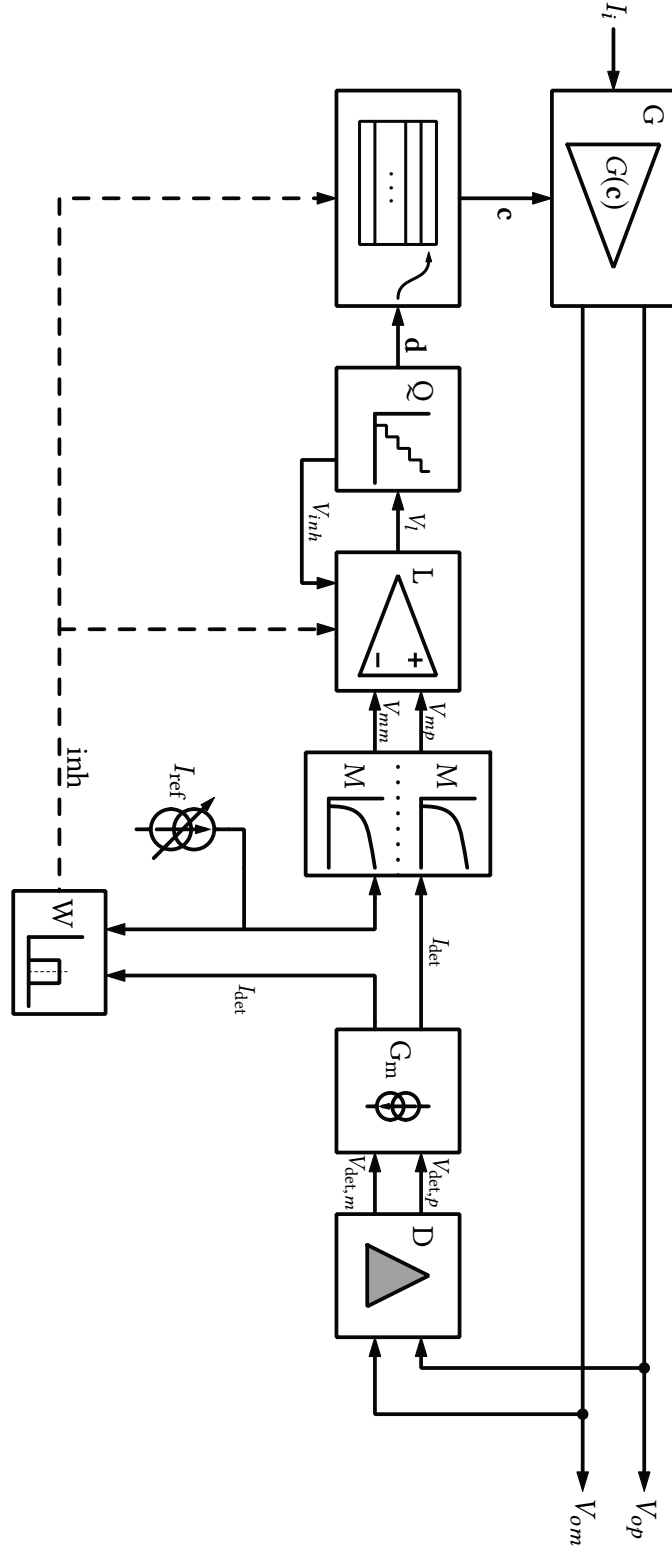 I_i
G
G(c)
V_op
V_om
c
...
d
Q
V_l
V_inh
L
+
−
V_mp
V_mm
M
......
M
I_det
G_m
V_det,p
V_det,m
D
I_ref
I_det
inh
W